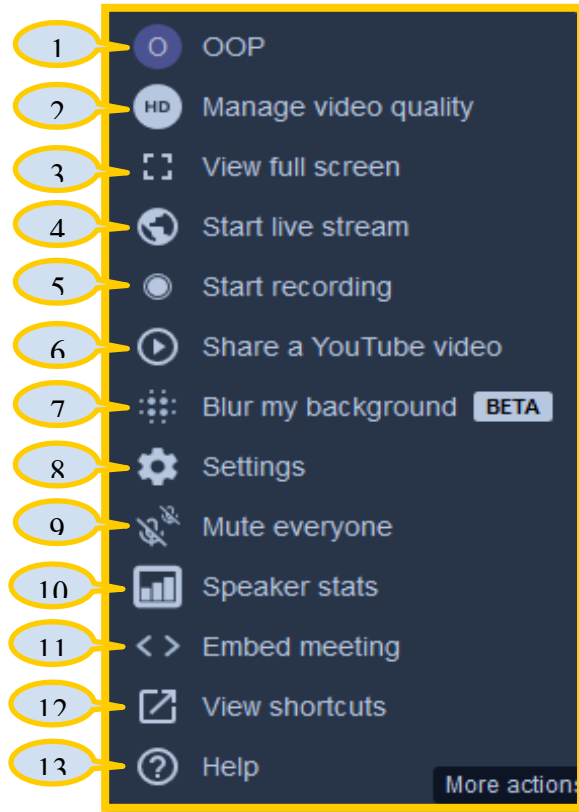 1 O OOP
2 HD Manage video quality
3 View full screen
4 Start live stream
5 Start recording
6 Share a YouTube video
7 Blur my background BETA
8 Settings
9 Mute everyone
10 Speaker stats
11 Embed meeting
12 View shortcuts
13 Help
More actions